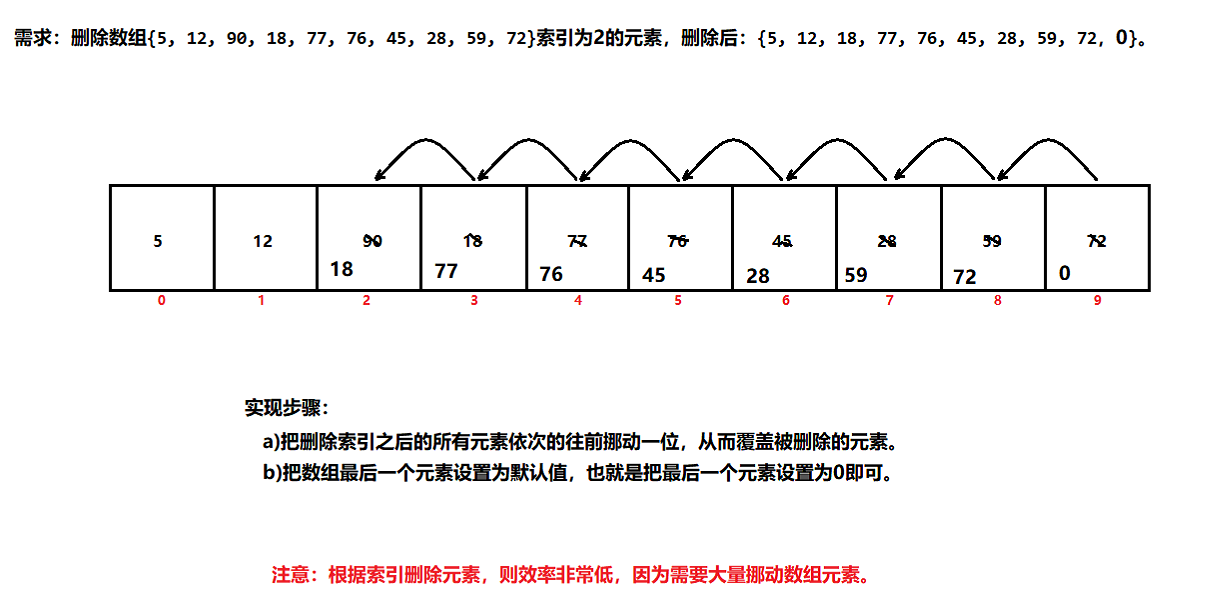 需求：删除数组{5, 12, 90, 18, 77, 76, 45, 28, 59, 72}索引为2的元素，删除后：{5, 12, 18, 77, 76, 45, 28, 59, 72, 0}。
5 12 90 18 77 76 45 28 59 72
18 77 76 45 28 59 72 0
0 1 2 3 4 5 6 7 8 9
实现步骤：
a)把删除索引之后的所有元素依次的往前挪动一位，从而覆盖被删除的元素。
b)把数组最后一个元素设置为默认值，也就是把最后一个元素设置为0即可。
注意：根据索引删除元素，则效率非常低，因为需要大量挪动数组元素。